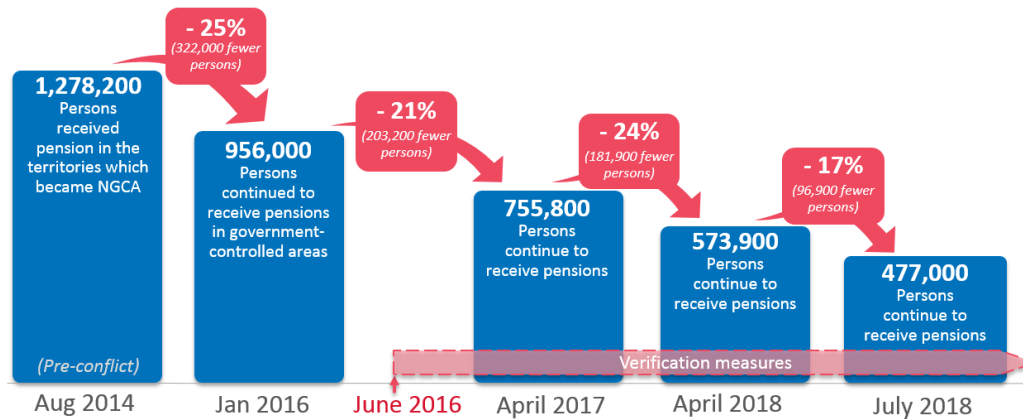 - 25%
(322,000 fewer
persons)
1,278,200
Persons
received
pension in the
territories which
became NGCA
(Pre-conflict)
- 21%
(203,200 fewer
persons)
956,000
Persons
continued to
receive pensions
in government-
controlled areas
- 24%
(181,900 fewer
persons)
755,800
Persons
continue to
receive pensions
- 17%
(96,900 fewer
persons)
573,900
Persons
continue to
receive pensions
477,000
Persons
continue to
receive pensions
Verification measures
Aug 2014
Jan 2016
June 2016
April 2017
April 2018
July 2018